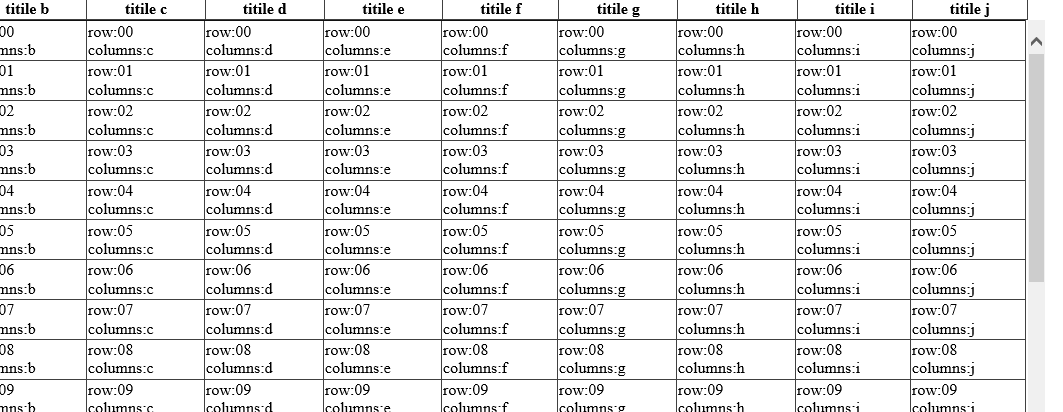 titile b titile c titile d titile e titile f titile g titile h titile i titile j
00 row:00 row:00 row:00 row:00 row:00 row:00 row:00 row:00
mns:b columns:c columns:d columns:e columns:f columns:g columns:h columns:i columns:j
01 row:01 row:01 row:01 row:01 row:01 row:01 row:01 row:01
mns:b columns:c columns:d columns:e columns:f columns:g columns:h columns:i columns:j
02 row:02 row:02 row:02 row:02 row:02 row:02 row:02 row:02
mns:b columns:c columns:d columns:e columns:f columns:g columns:h columns:i columns:j
03 row:03 row:03 row:03 row:03 row:03 row:03 row:03 row:03
mns:b columns:c columns:d columns:e columns:f columns:g columns:h columns:i columns:j
04 row:04 row:04 row:04 row:04 row:04 row:04 row:04 row:04
mns:b columns:c columns:d columns:e columns:f columns:g columns:h columns:i columns:j
05 row:05 row:05 row:05 row:05 row:05 row:05 row:05 row:05
mns:b columns:c columns:d columns:e columns:f columns:g columns:h columns:i columns:j
06 row:06 row:06 row:06 row:06 row:06 row:06 row:06 row:06
mns:b columns:c columns:d columns:e columns:f columns:g columns:h columns:i columns:j
07 row:07 row:07 row:07 row:07 row:07 row:07 row:07 row:07
mns:b columns:c columns:d columns:e columns:f columns:g columns:h columns:i columns:j
08 row:08 row:08 row:08 row:08 row:08 row:08 row:08 row:08
mns:b columns:c columns:d columns:e columns:f columns:g columns:h columns:i columns:j
09 row:09 row:09 row:09 row:09 row:09 row:09 row:09 row:09
mns:b columns:c columns:d columns:e columns:f columns:g columns:h columns:i columns:j